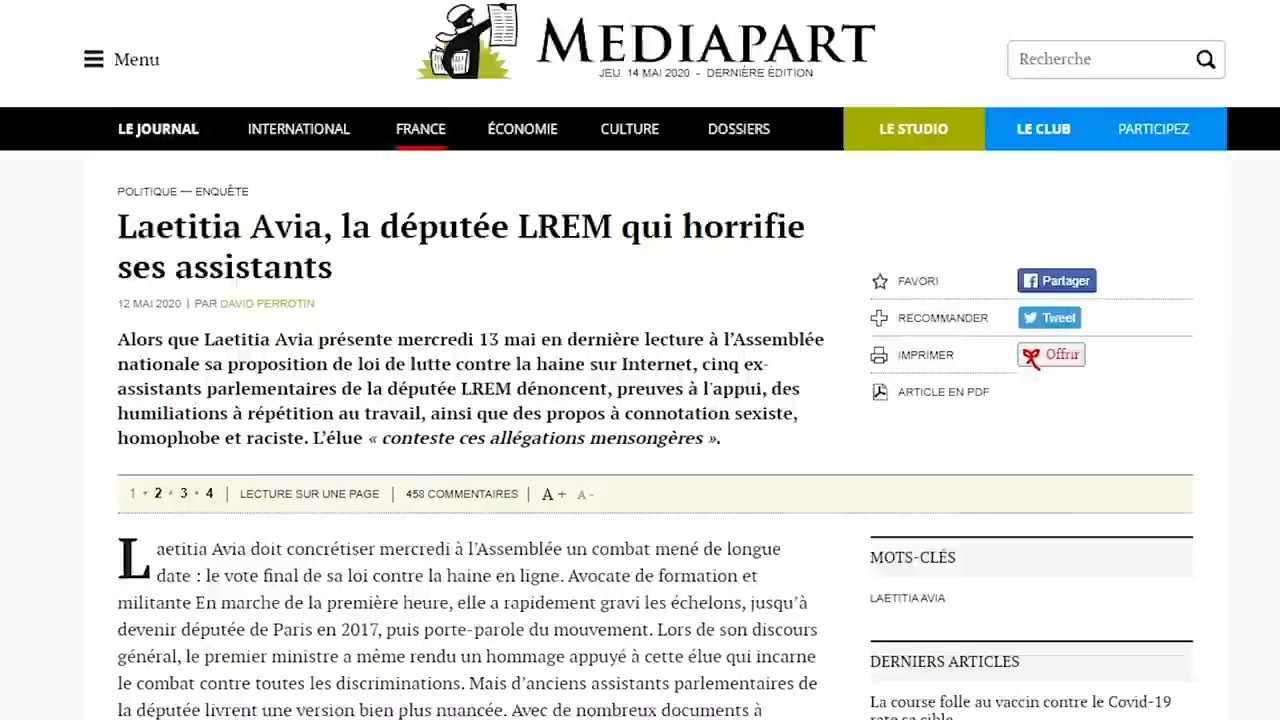 Menu
MEDIAPART
JEU. 14 MAI 2020 - DERNIÈRE ÉDITION
Recherche
LE JOURNAL INTERNATIONAL FRANCE ÉCONOMIE CULTURE DOSSIERS LE STUDIO LE CLUB PARTICIPEZ
POLITIQUE — ENQUÊTE
Laetitia Avia, la députée LREM qui horrifie
ses assistants
12 MAI 2020 | PAR DAVID PERROTIN
Alors que Laetitia Avia présente mercredi 13 mai en dernière lecture à l'Assemblée
nationale sa proposition de loi de lutte contre la haine sur Internet, cinq ex-
assistants parlementaires de la députée LREM dénoncent, preuves à l'appui, des
humiliations à répétition au travail, ainsi que des propos à connotation sexiste,
homophobe et raciste. L'élue « conteste ces allégations mensongères ».
FAVORI Partager
RECOMMANDER Tweet
IMPRIMER Offrir
ARTICLE EN PDF
1 • 2 • 3 • 4 | LECTURE SUR UNE PAGE | 458 COMMENTAIRES | A + A -
Laetitia Avia doit concrétiser mercredi à l'Assemblée un combat mené de longue
date : le vote final de sa loi contre la haine en ligne. Avocate de formation et
militante En marche de la première heure, elle a rapidement gravi les échelons, jusqu'à
devenir députée de Paris en 2017, puis porte-parole du mouvement. Lors de son discours
général, le premier ministre a même rendu un hommage appuyé à cette élue qui incarne
le combat contre toutes les discriminations. Mais d'anciens assistants parlementaires de
la députée livrent une version bien plus nuancée. Avec de nombreux documents à
MOTS-CLÉS
LAETITIA AVIA
DERNIERS ARTICLES
La course folle au vaccin contre le Covid-19
rate sa cible